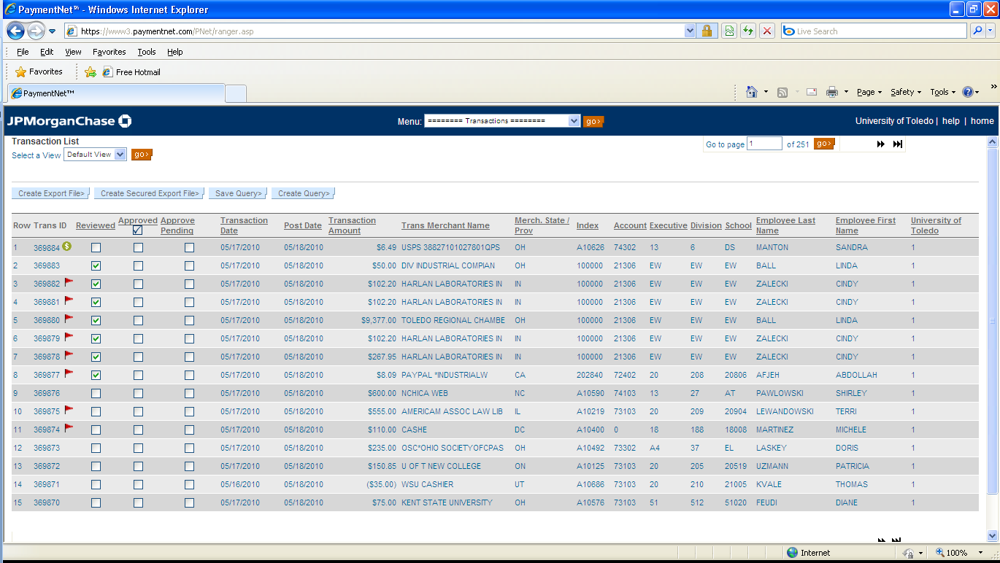 PaymentNet™ - Windows Internet Explorer
https://www3.paymentnet.com/PNet/ranger.asp
Live Search
File Edit View Favorites Tools Help
Favorites Free Hotmail
PaymentNet™
Page Safety Tools
JPMorganChase
Menu: ======== Transactions ======== go>
University of Toledo | help | home
Transaction List
Select a View Default View go>
Go to page 1 of 251 go>
Create Export File> Create Secured Export File> Save Query> Create Query>
Row Trans ID Reviewed Approved Approve Pending Transaction Date Post Date Transaction Amount Trans Merchant Name Merch. State / Prov Index Account Executive Division School Employee Last Name Employee First Name University of Toledo
1 369884 $ 05/17/2010 05/18/2010 $6.49 USPS 38827101027801QPS OH A10626 74302 13 6 DS MANTON SANDRA 1
2 369883 05/17/2010 05/18/2010 $50.00 DIV INDUSTRIAL COMPIAN OH 100000 21306 EW EW EW BALL LINDA 1
3 369882 05/17/2010 05/18/2010 $102.20 HARLAN LABORATORIES IN IN 100000 21306 EW EW EW ZALECKI CINDY 1
4 369881 05/17/2010 05/18/2010 $102.20 HARLAN LABORATORIES IN IN 100000 21306 EW EW EW ZALECKI CINDY 1
5 369880 05/17/2010 05/18/2010 $9,377.00 TOLEDO REGIONAL CHAMBE OH 100000 21306 EW EW EW BALL LINDA 1
6 369879 05/17/2010 05/18/2010 $102.20 HARLAN LABORATORIES IN IN 100000 21306 EW EW EW ZALECKI CINDY 1
7 369878 05/17/2010 05/18/2010 $267.95 HARLAN LABORATORIES IN IN 100000 21306 EW EW EW ZALECKI CINDY 1
8 369877 05/17/2010 05/18/2010 $8.09 PAYPAL *INDUSTRIALW CA 202840 72402 20 208 20806 AFJEH ABDOLLAH 1
9 369876 05/17/2010 05/18/2010 $600.00 NCHICA WEB NC A10590 74103 13 27 AT PAWLOWSKI SHIRLEY 1
10 369875 05/17/2010 05/18/2010 $555.00 AMERICAM ASSOC LAW LIB IL A10219 73103 20 209 20904 LEWANDOWSKI TERRI 1
11 369874 05/17/2010 05/18/2010 $110.00 CASHE DC A10400 0 18 188 18008 MARTINEZ MICHELE 1
12 369873 05/17/2010 05/18/2010 $235.00 OSC*OHIO SOCIETYOFCPAS OH A10492 73302 A4 37 EL LASKEY DORIS 1
13 369872 05/17/2010 05/18/2010 $150.85 U OF T NEW COLLEGE ON A10125 73103 20 205 20519 UZMANN PATRICIA 1
14 369871 05/16/2010 05/18/2010 ($35.00) WSU CASHIER UT A10686 73103 20 210 21005 KVALE THOMAS 1
15 369870 05/17/2010 05/18/2010 $75.00 KENT STATE UNIVERSITY OH A10576 73103 51 512 51020 FEUDI DIANE 1
Internet 100%